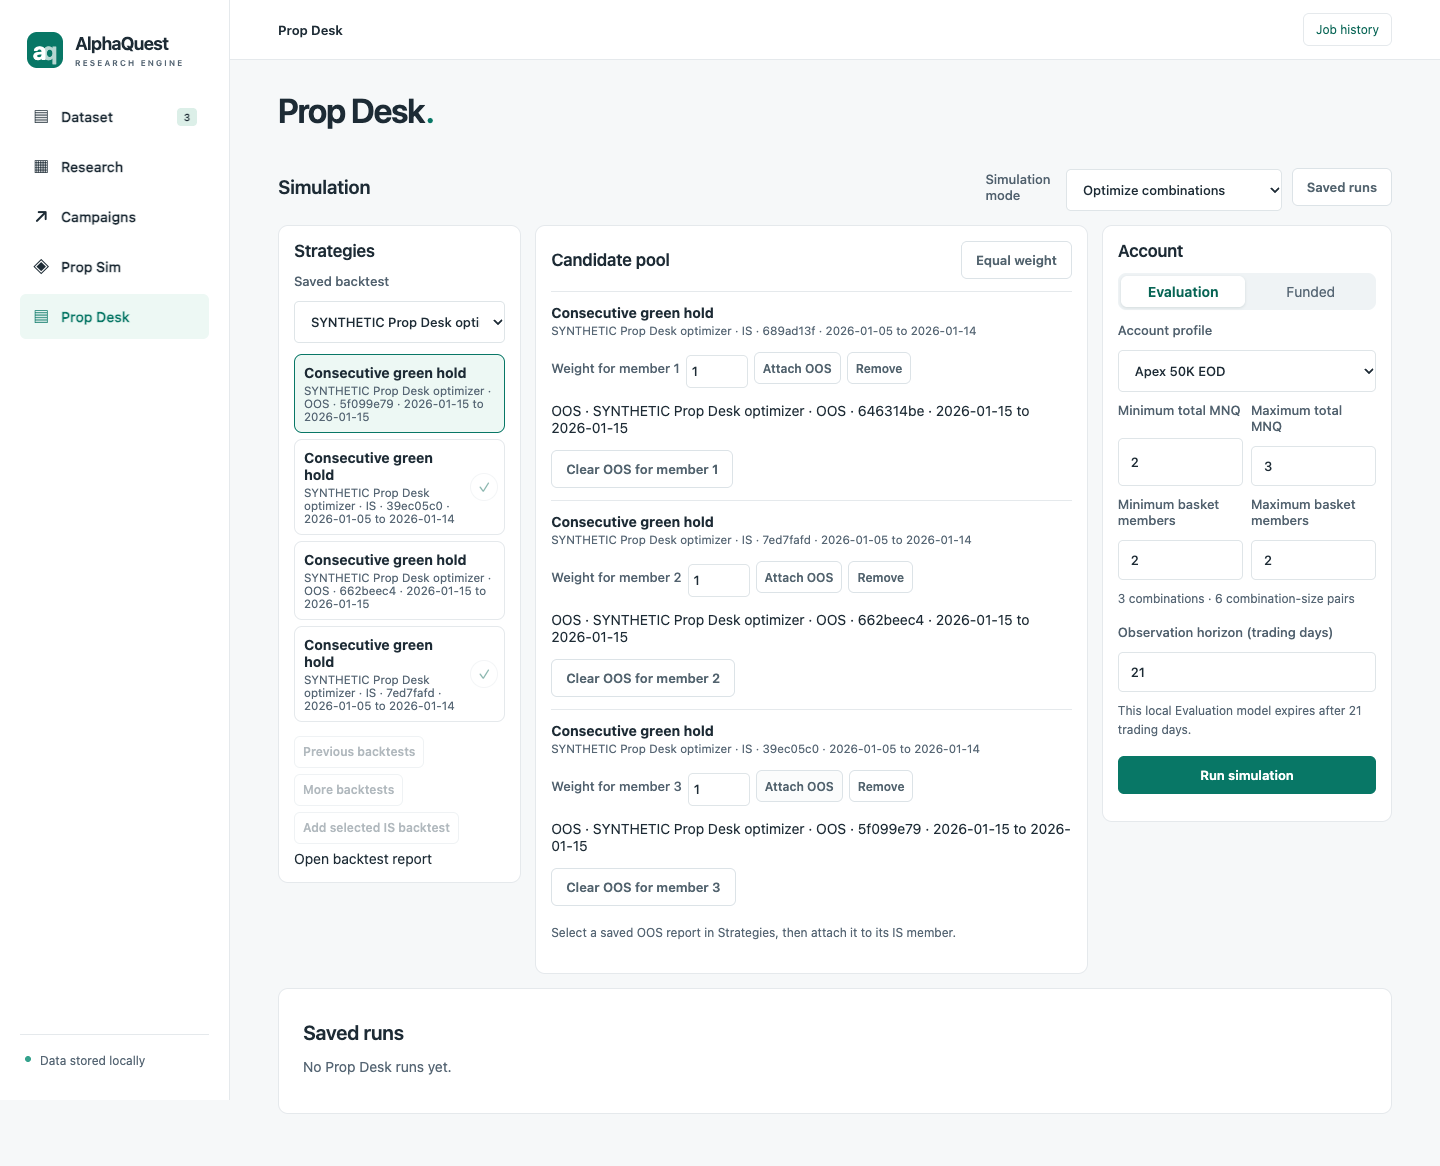 aq
AlphaQuest
RESEARCH ENGINE
Dataset
3
Research
Campaigns
Prop Sim
Prop Desk
Data stored locally
Prop Desk
Job history
Prop Desk.
Simulation
Simulation
mode
Optimize combinations
Saved runs
Strategies
Saved backtest
SYNTHETIC Prop Desk opti
Consecutive green hold
SYNTHETIC Prop Desk optimizer ·
OOS · 5f099e79 · 2026-01-15 to
2026-01-15
Consecutive green
hold
SYNTHETIC Prop Desk
optimizer · IS · 39ec05c0 ·
2026-01-05 to 2026-01-14
Consecutive green hold
SYNTHETIC Prop Desk optimizer ·
OOS · 662beec4 · 2026-01-15 to
2026-01-15
Consecutive green
hold
SYNTHETIC Prop Desk
optimizer · IS · 7ed7fafd ·
2026-01-05 to 2026-01-14
Previous backtests
More backtests
Add selected IS backtest
Open backtest report
Candidate pool
Equal weight
Consecutive green hold
SYNTHETIC Prop Desk optimizer · IS · 689ad13f · 2026-01-05 to 2026-01-14
Weight for member 1
1
Attach OOS
Remove
OOS · SYNTHETIC Prop Desk optimizer · OOS · 646314be · 2026-01-15 to
2026-01-15
Clear OOS for member 1
Consecutive green hold
SYNTHETIC Prop Desk optimizer · IS · 7ed7fafd · 2026-01-05 to 2026-01-14
Weight for member 2
1
Attach OOS
Remove
OOS · SYNTHETIC Prop Desk optimizer · OOS · 662beec4 · 2026-01-15 to
2026-01-15
Clear OOS for member 2
Consecutive green hold
SYNTHETIC Prop Desk optimizer · IS · 39ec05c0 · 2026-01-05 to 2026-01-14
Weight for member 3
1
Attach OOS
Remove
OOS · SYNTHETIC Prop Desk optimizer · OOS · 5f099e79 · 2026-01-15 to 2026-
01-15
Clear OOS for member 3
Select a saved OOS report in Strategies, then attach it to its IS member.
Account
Evaluation
Funded
Account profile
Apex 50K EOD
Minimum total MNQ
2
Maximum total
MNQ
3
Minimum basket
members
2
Maximum basket
members
2
3 combinations · 6 combination-size pairs
Observation horizon (trading days)
21
This local Evaluation model expires after 21
trading days.
Run simulation
Saved runs
No Prop Desk runs yet.